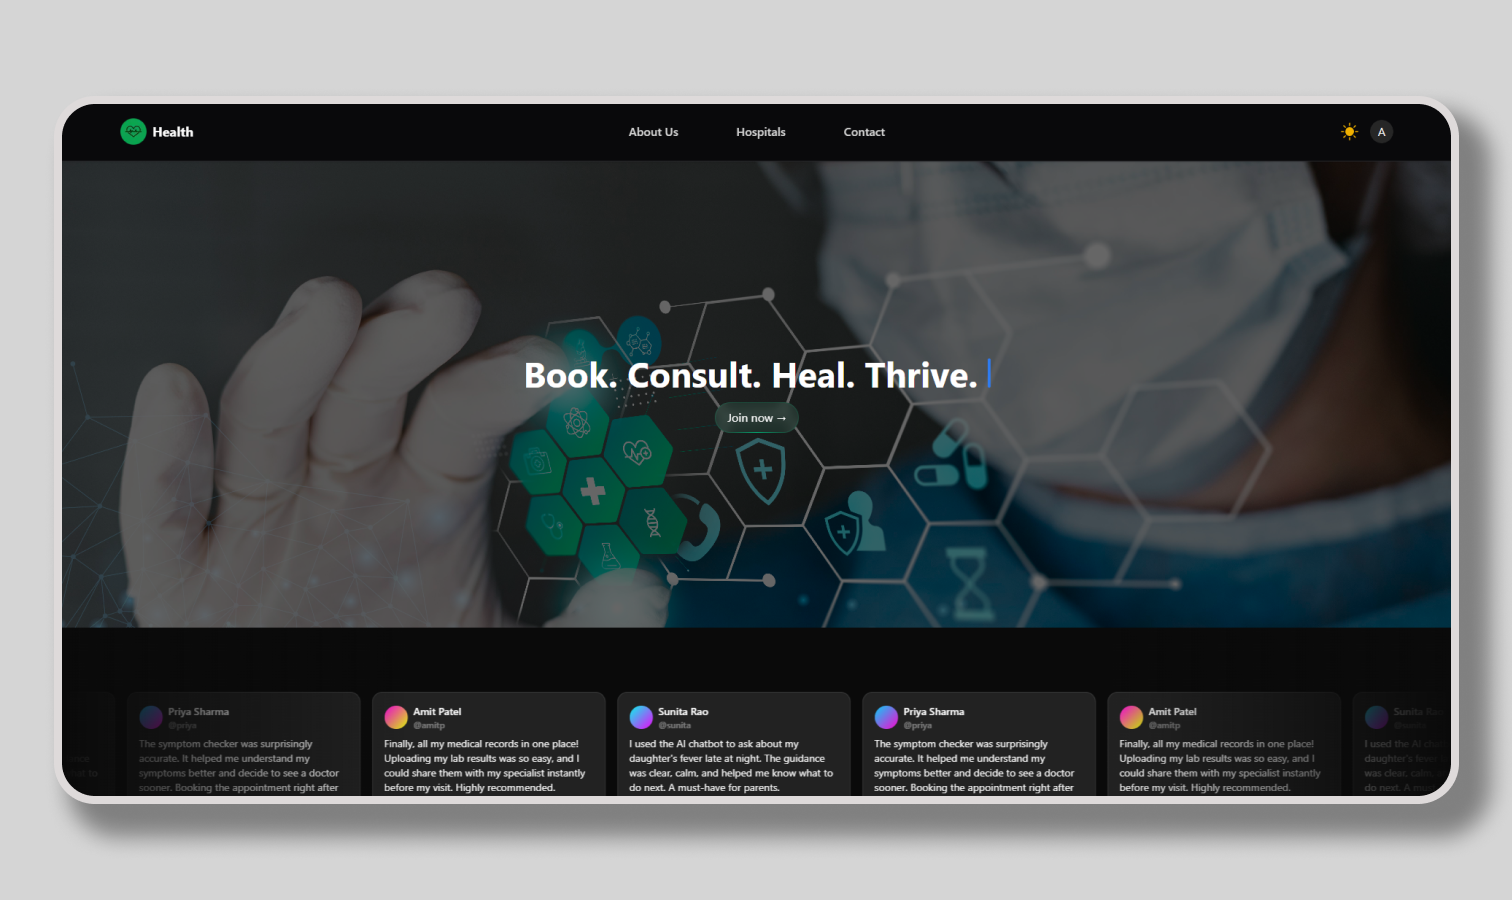 Health
About Us
Hospitals
Contact
A
Book. Consult. Heal. Thrive.
Join now →
Priya Sharma
@priya
The symptom checker was surprisingly
accurate. It helped me understand my
symptoms better and decide to see a doctor
sooner. Booking the appointment right after
Amit Patel
@amitp
Finally, all my medical records in one place!
Uploading my lab results was so easy, and I
could share them with my specialist instantly
before my visit. Highly recommended.
Sunita Rao
@sunita
I used the AI chatbot to ask about my
daughter's fever late at night. The guidance
was clear, calm, and helped me know what to
do next. A must-have for parents.
Priya Sharma
@priya
The symptom checker was surprisingly
accurate. It helped me understand my
symptoms better and decide to see a doctor
sooner. Booking the appointment right after
Amit Patel
@amitp
Finally, all my medical records in one place!
Uploading my lab results was so easy, and I
could share them with my specialist instantly
before my visit. Highly recommended.
Sunita
I used the AI
daughter's fever
was clear, calm,
do next. A